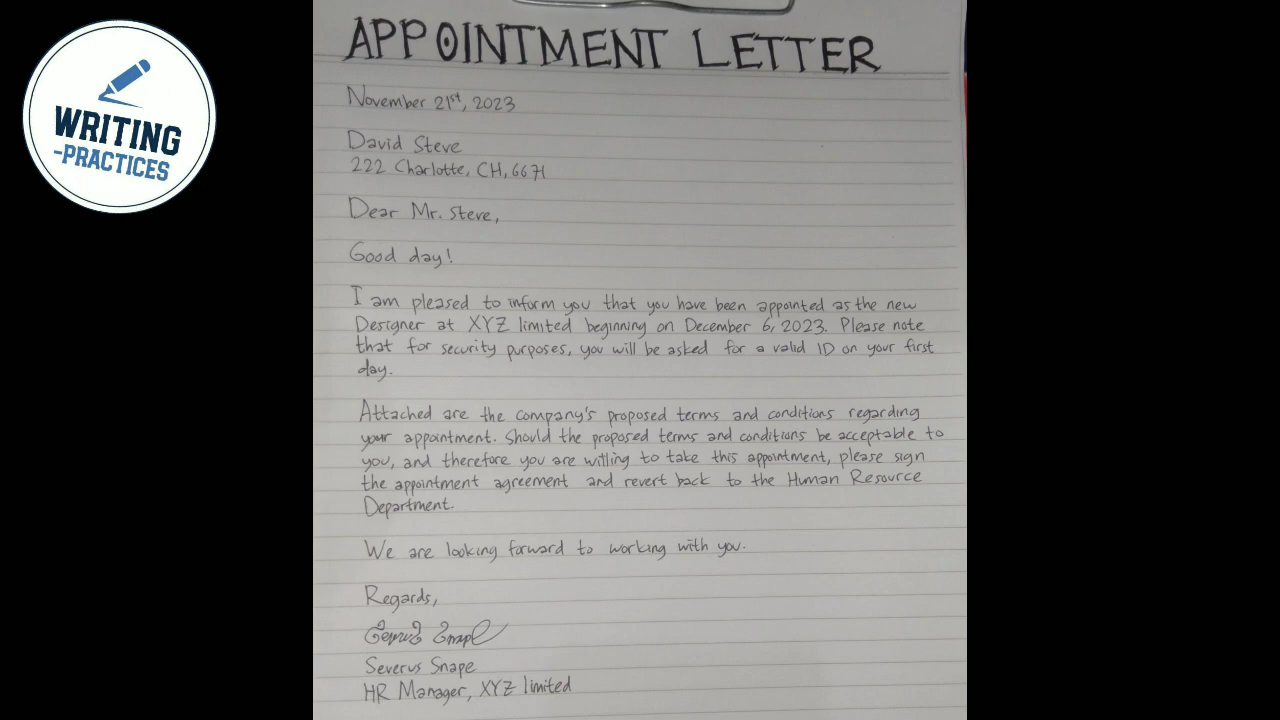 WRITING
-PRACTICES
APPOINTMENT LETTER
November 21st, 2023
David Steve
222 Charlotte, CH, 6671
Dear Mr. Steve,
Good day!
I am pleased to inform you that you have been appointed as the new
Designer at XYZ limited beginning on December 6, 2023. Please note
that for security purposes, you will be asked for a valid ID on your first
day.
Attached are the company's proposed terms and conditions regarding
your appointment. Should the proposed terms and conditions be acceptable to
you, and therefore you are willing to take this appointment, please sign
the appointment agreement and revert back to the Human Resource
Department.
We are looking forward to working with you.
Regards,
Severus Snape
Severus Snape
HR Manager, XYZ limited